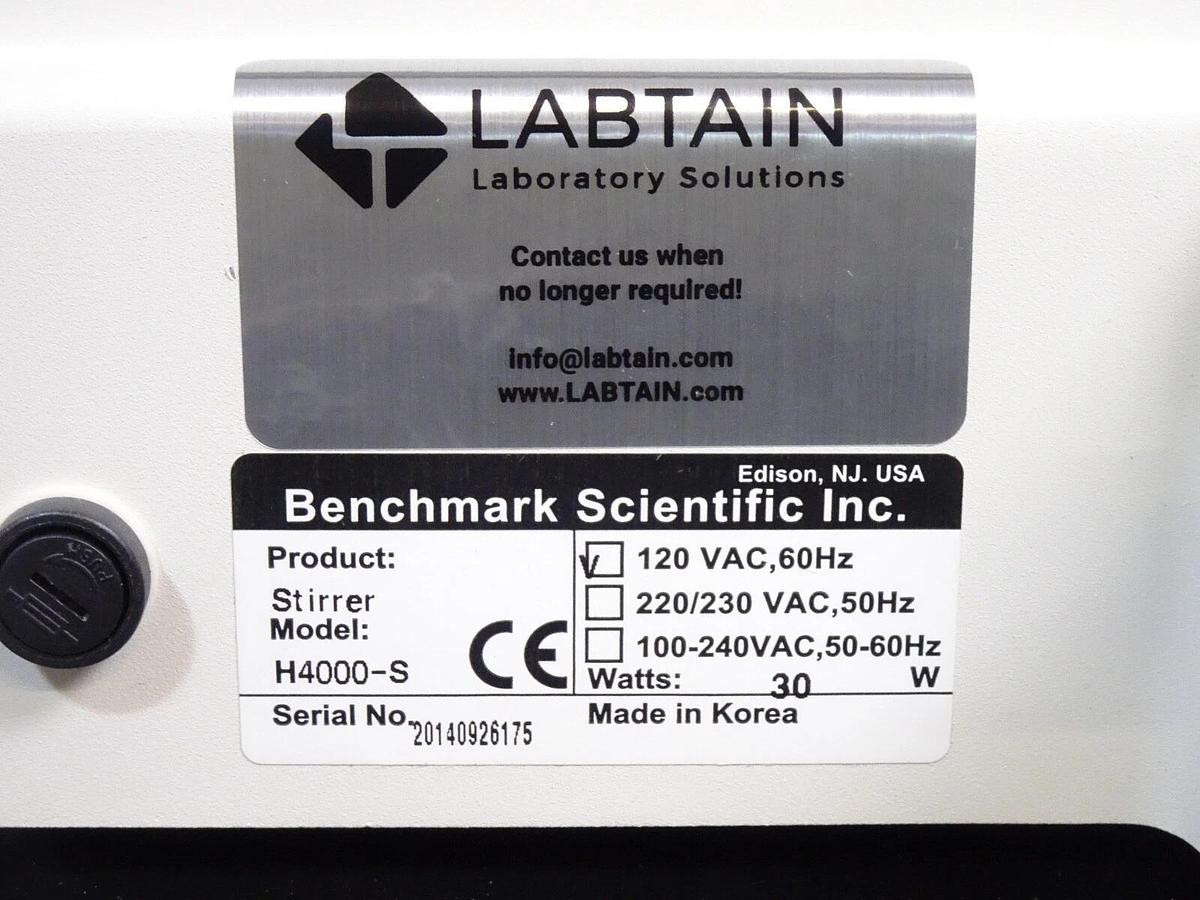 LABTAIN
Laboratory Solutions
Contact us when
no longer required!
info@labtain.com
www.LABTAIN.com
Edison, NJ. USA
Benchmark Scientific Inc.
Product:
Stirrer
Model:
H4000-S
CE
V 120 VAC,60Hz
220/230 VAC,50Hz
100-240VAC,50-60Hz
Watts: 30 W
Serial No. 20140926175
Made in Korea
PUSH